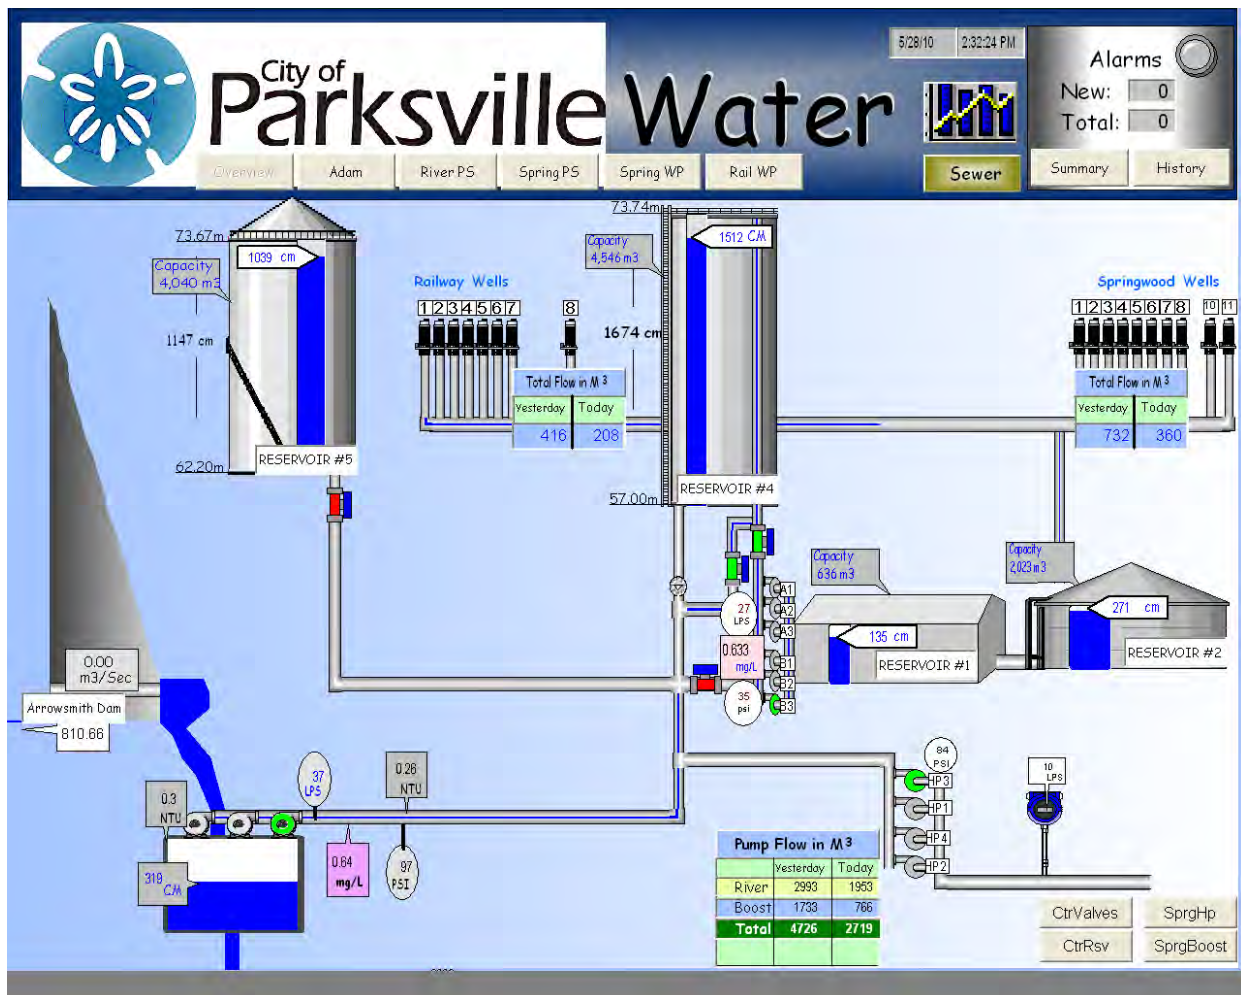 City of
Parksville Water
5/28/10 2:32:24 PM
Alarms
New: 0
Total: 0
Overview Adam River PS Spring PS Spring WP Rail WP
Sewer
Summary History
73.67m
Capacity
4,040 m3
1039 cm
1147 cm
62.20m
RESERVOIR #5
Railway Wells
1 2 3 4 5 6 7 8
Total Flow in M 3
Yesterday Today
416 208
73.74m
Capacity
4,546 m3
1512 CM
1674 cm
57.00m
RESERVOIR #4
Springwood Wells
1 2 3 4 5 6 7 8 10 11
Total Flow in M 3
Yesterday Today
732 360
Capacity
636 m3
135 cm
RESERVOIR #1
Capacity
2,023 m3
271 cm
RESERVOIR #2
27
LPS
0.633
mg/L
35
psi
A1
A2
A3
B1
B2
B3
0.00
m3/Sec
Arrowsmith Dam
810.66
0.3
NTU
319
CM
37
LPS
0.26
NTU
0.64
mg/L
97
PSI
84
PSI
HP3
HP1
HP4
HP2
10
LPS
Pump Flow in M 3
Yesterday Today
River 2993 1953
Boost 1733 766
Total 4726 2719
CtrValves SprgHp
CtrRsv SprgBoost